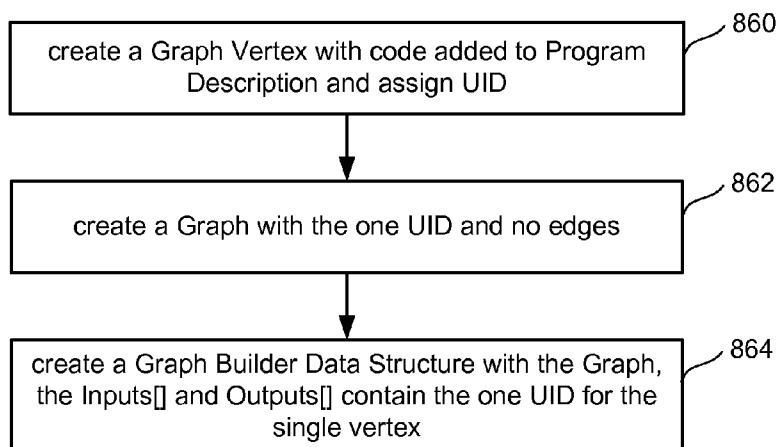 860
create a Graph Vertex with code added to Program
Description and assign UID
862
create a Graph with the one UID and no edges
864
create a Graph Builder Data Structure with the Graph,
the Inputs[] and Outputs[] contain the one UID for the
single vertex